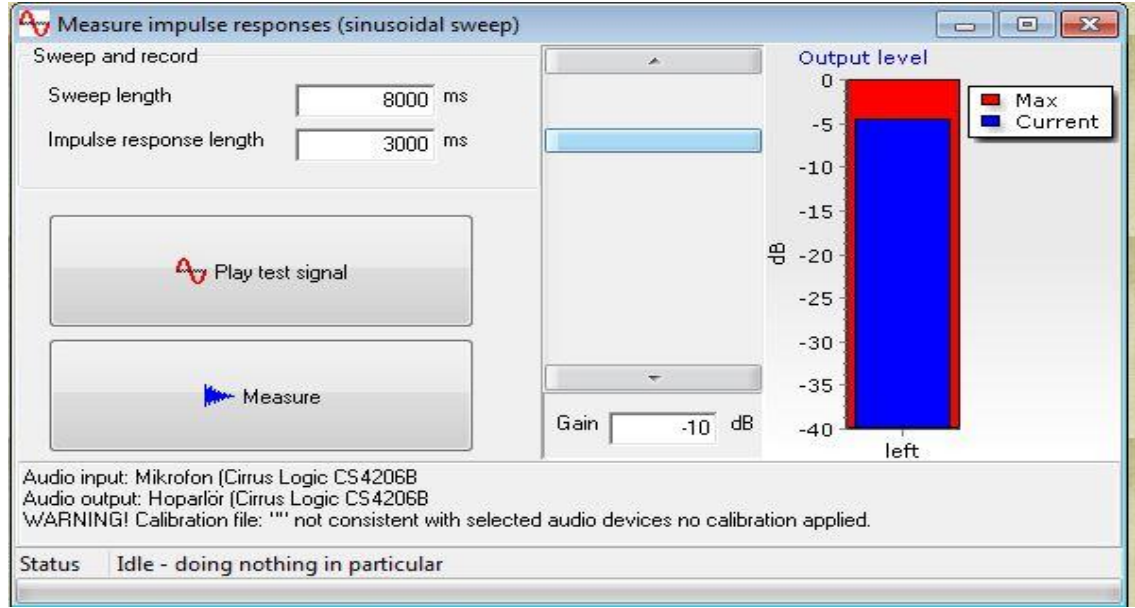 Measure impulse responses (sinusoidal sweep)
Sweep and record
Sweep length 8000 ms
Impulse response length 3000 ms
Play test signal
Measure
Gain -10 dB
Output level
Max
Current
dB
0
-5
-10
-15
-20
-25
-30
-35
-40
left
Audio input: Mikrofon (Cirrus Logic CS4206B
Audio output: Hoparlör (Cirrus Logic CS4206B
WARNING! Calibration file: "" not consistent with selected audio devices no calibration applied.
Status Idle - doing nothing in particular